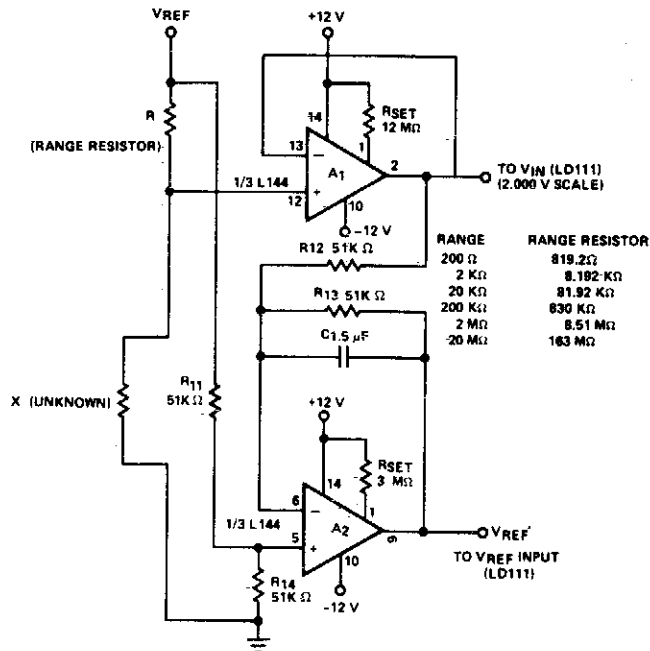 VREF
+12 V
R
(RANGE RESISTOR)
14
RSET
12 MΩ
13
−
1
A1
2
1/3 L144
+
12
10
-12 V
TO VIN (LD111)
(2.000 V SCALE)
R12 51K Ω
R13 51K Ω
C1.5 μF
RANGE RANGE RESISTOR
200 Ω 819.2Ω
2 KΩ 8.192 KΩ
20 KΩ 81.92 KΩ
200 KΩ 830 KΩ
2 MΩ 8.51 MΩ
20 MΩ 163 MΩ
X (UNKNOWN)
R11
51K Ω
+12 V
14
RSET
3 MΩ
6
−
1
1/3 L144
A2
5
+
9
10
-12 V
VREF'
TO VREF INPUT
(LD111)
R14
51K Ω